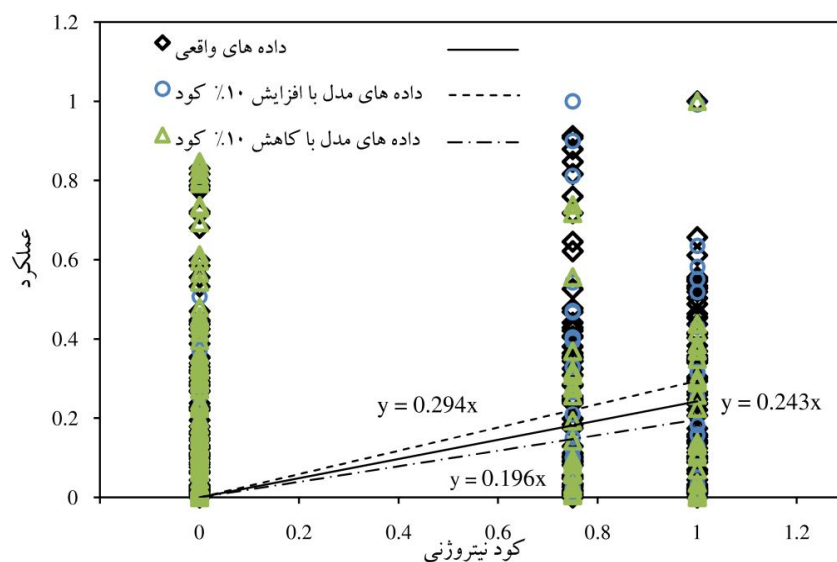 1.2
1
0.8
0.6
0.4
0.2
0
عملکرد
داده های واقعی
داده های مدل با افزایش ۱۰٪ کود
داده های مدل با کاهش ۱۰٪ کود
y = 0.294x
y = 0.243x
y = 0.196x
0 0.2 0.4 0.6 0.8 1 1.2
کود نیتروژنی